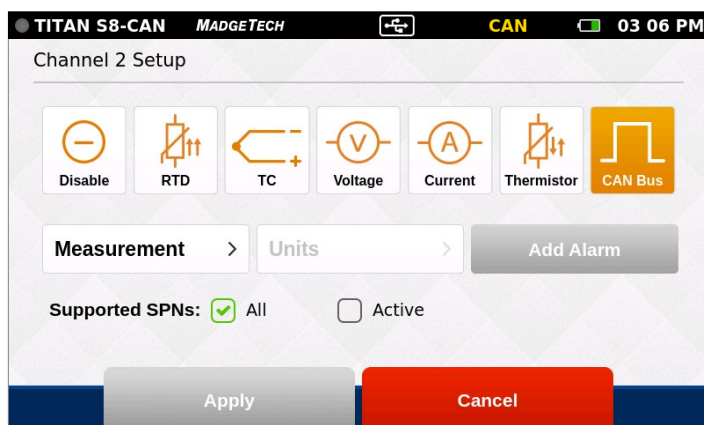 TITAN S8-CAN MADGETECH CAN 03 06 PM
Channel 2 Setup
V A
Disable RTD TC Voltage Current Thermistor CAN Bus
Measurement > Units > Add Alarm
Supported SPNs: All Active
Apply Cancel